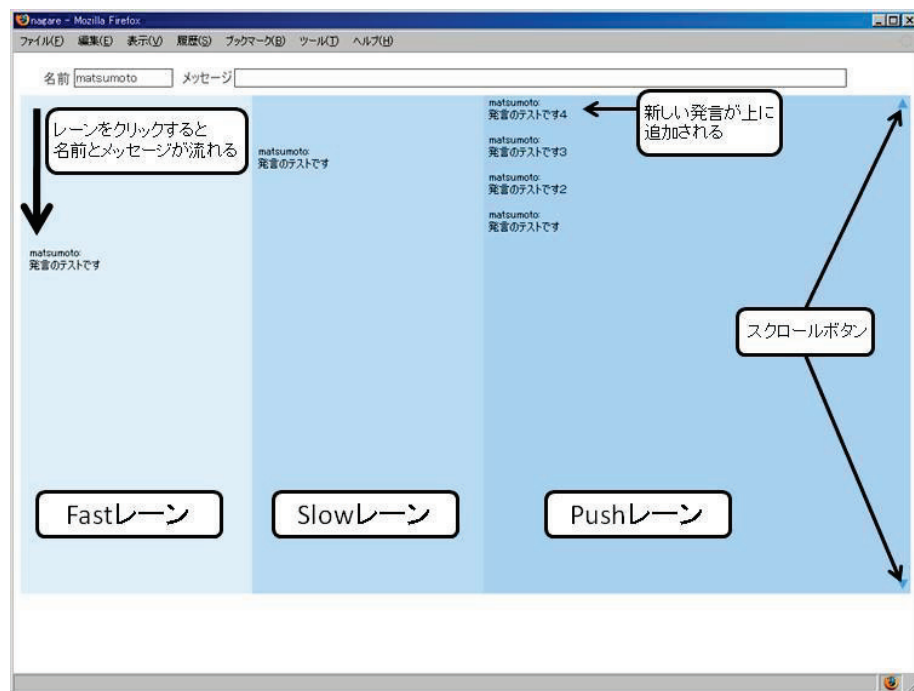 nagare - Mozilla Firefox
ファイル(F) 編集(E) 表示(V) 履歴(S) ブックマーク(B) ツール(T) ヘルプ(H)
名前 matsumoto メッセージ
レーンをクリックすると
名前とメッセージが流れる
matsumoto:
発言のテストです
matsumoto:
発言のテストです
matsumoto:
発言のテストです4
matsumoto:
発言のテストです3
matsumoto:
発言のテストです2
matsumoto:
発言のテストです
新しい発言が上に
追加される
スクロールボタン
Fastレーン
Slowレーン
Pushレーン